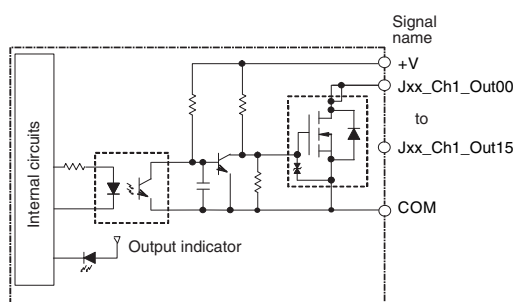 Signal
name
+V
Jxx_Ch1_Out00
to
Jxx_Ch1_Out15
COM
Internal circuits
Output indicator